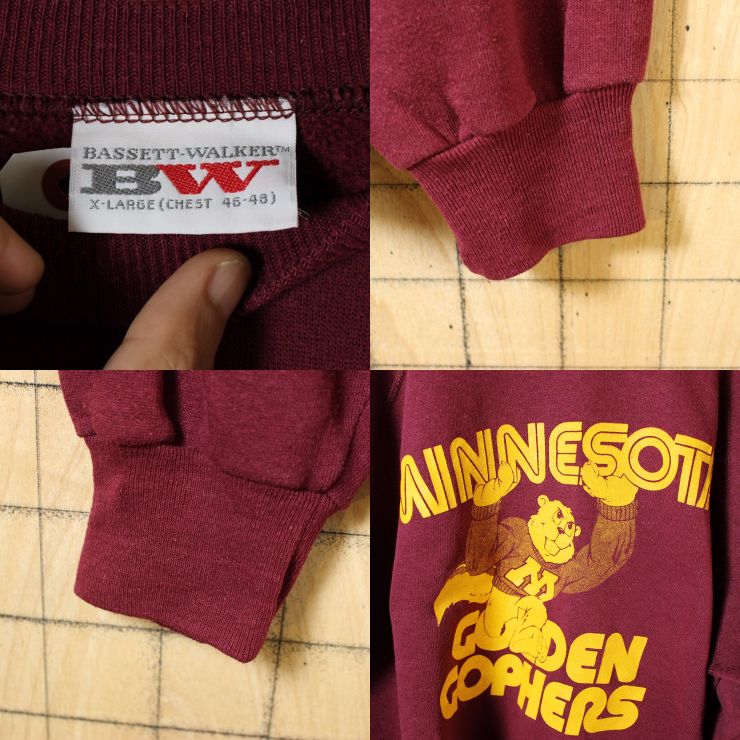 BASSETT-WALKER™
BW
X-LARGE (CHEST 46-48)
MINNESOTA
M
GOLDEN
GOPHERS